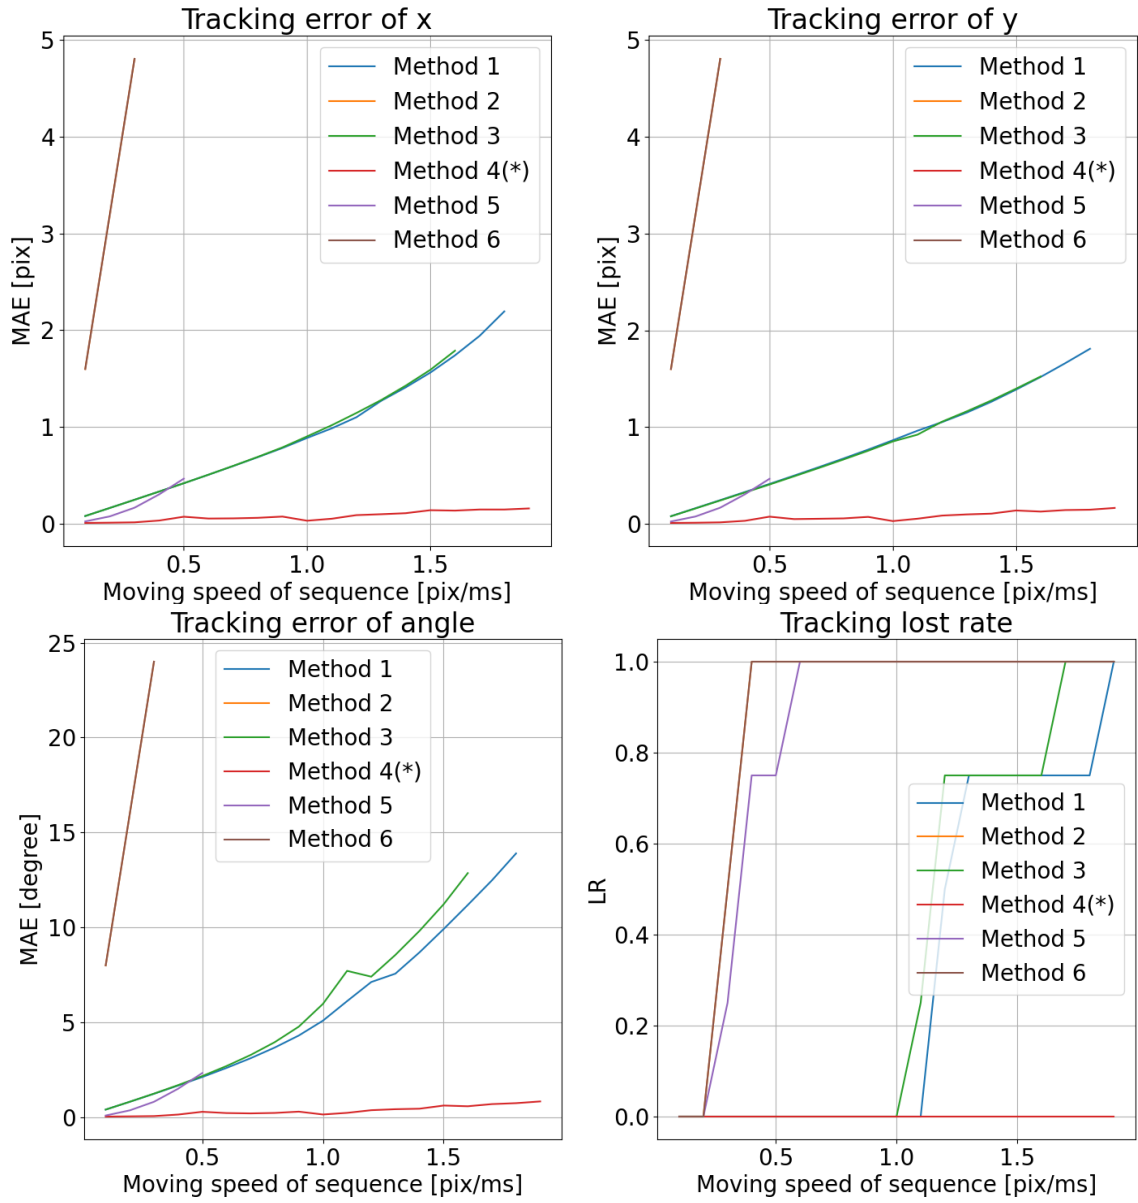 Tracking error of x
MAE [pix]
5
4
3
2
1
0
Method 1
Method 2
Method 3
Method 4(*)
Method 5
Method 6
0.5 1.0 1.5
Moving speed of sequence [pix/ms]
Tracking error of y
MAE [pix]
5
4
3
2
1
0
Method 1
Method 2
Method 3
Method 4(*)
Method 5
Method 6
0.5 1.0 1.5
Moving speed of sequence [pix/ms]
Tracking error of angle
MAE [degree]
25
20
15
10
5
0
Method 1
Method 2
Method 3
Method 4(*)
Method 5
Method 6
0.5 1.0 1.5
Moving speed of sequence [pix/ms]
Tracking lost rate
LR
1.0
0.8
0.6
0.4
0.2
0.0
Method 1
Method 2
Method 3
Method 4(*)
Method 5
Method 6
0.5 1.0 1.5
Moving speed of sequence [pix/ms]